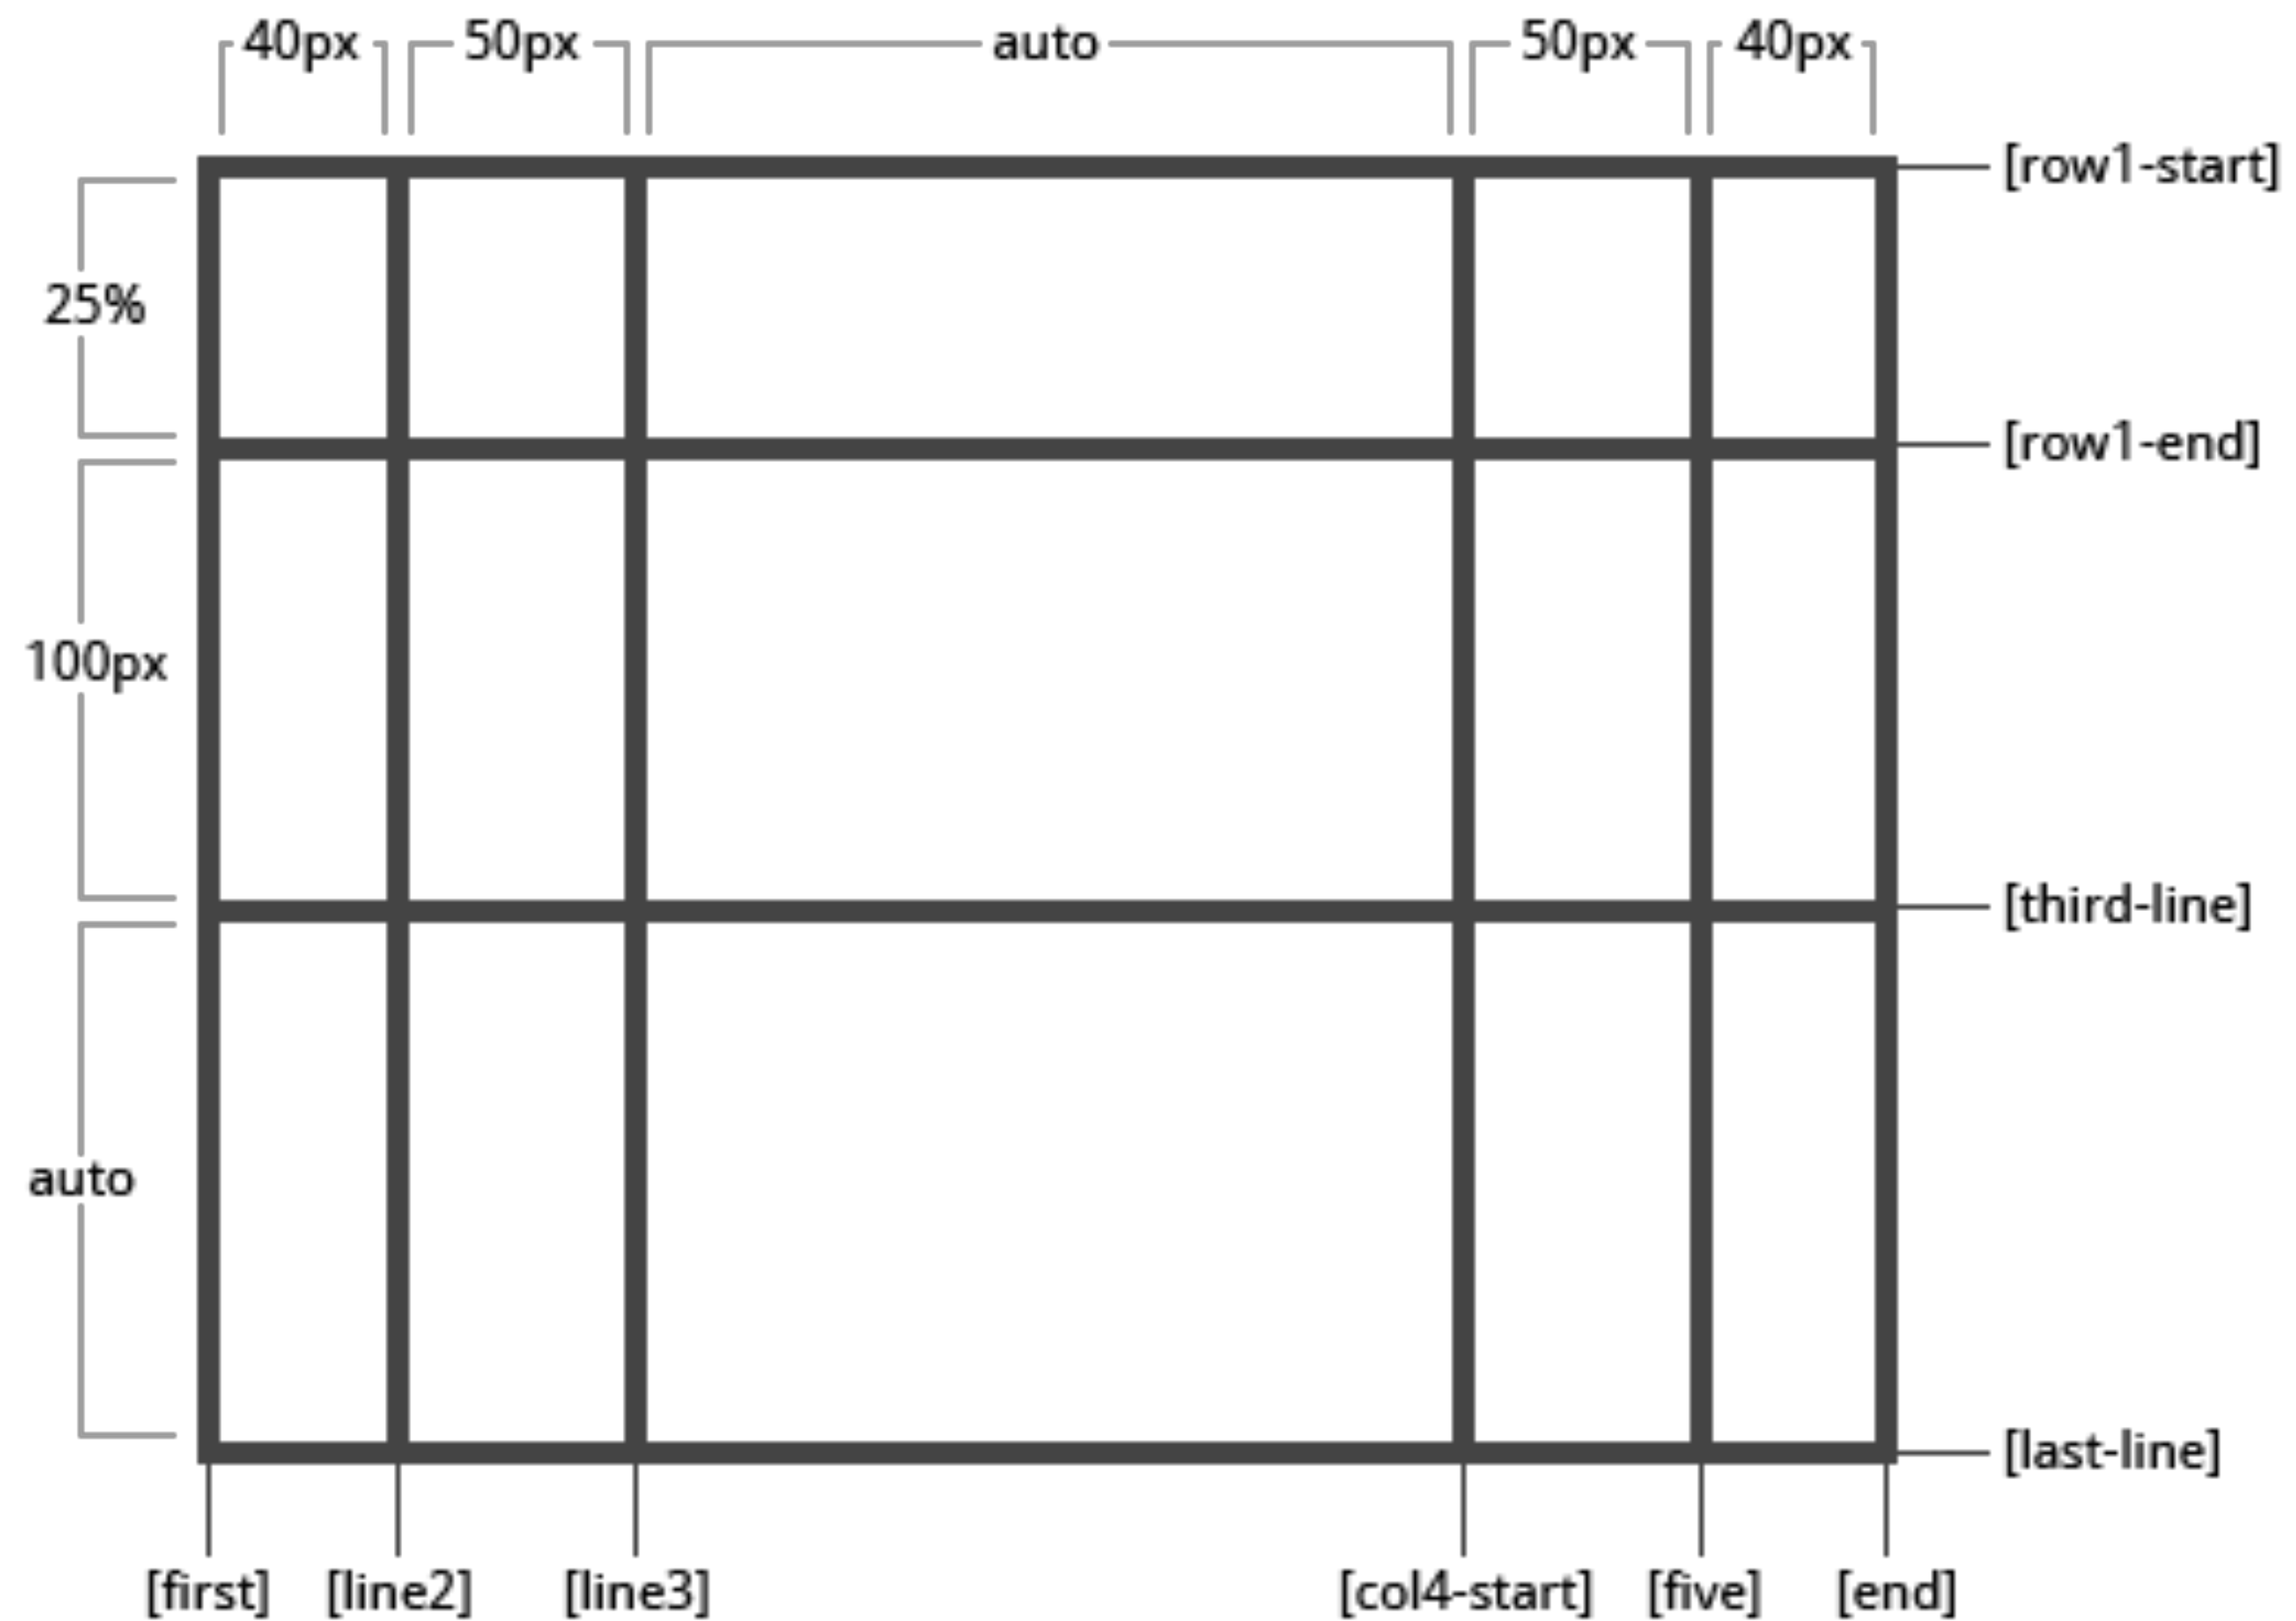 40px 50px auto 50px 40px
[row1-start]
25%
[row1-end]
100px
[third-line]
auto
[last-line]
[first] [line2] [line3] [col4-start] [five] [end]